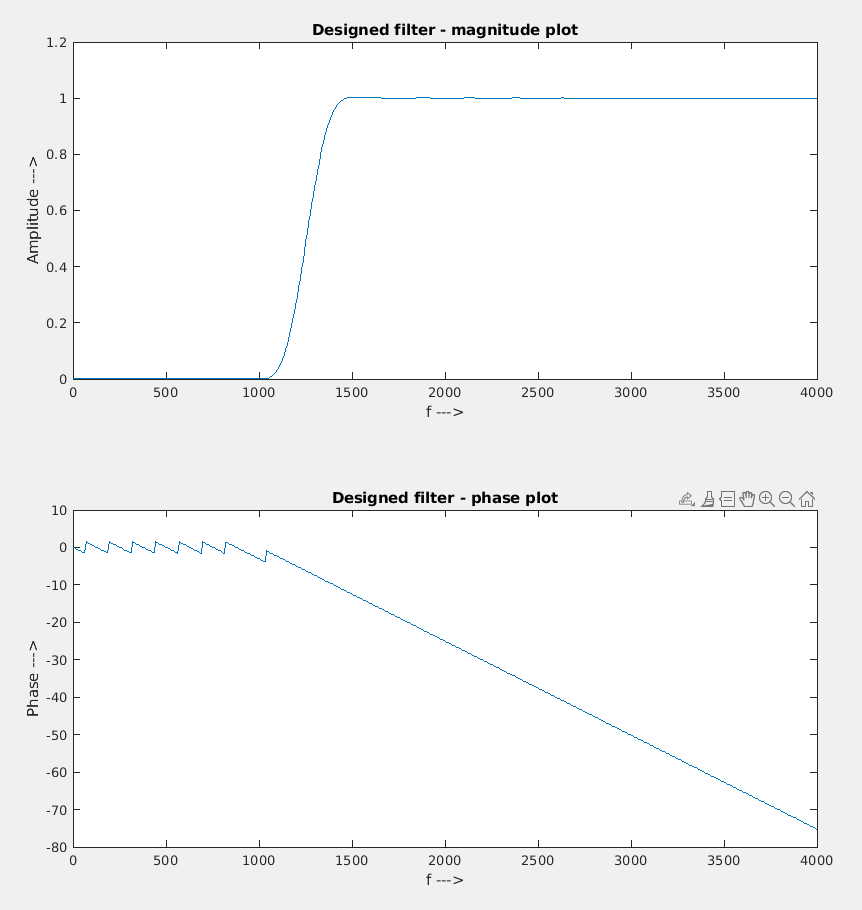 Designed filter - magnitude plot
1.2
1
0.8
0.6
0.4
0.2
0
Amplitude --->
0 500 1000 1500 2000 2500 3000 3500 4000
f --->
Designed filter - phase plot
10
0
-10
-20
-30
-40
-50
-60
-70
-80
Phase --->
0 500 1000 1500 2000 2500 3000 3500 4000
f --->